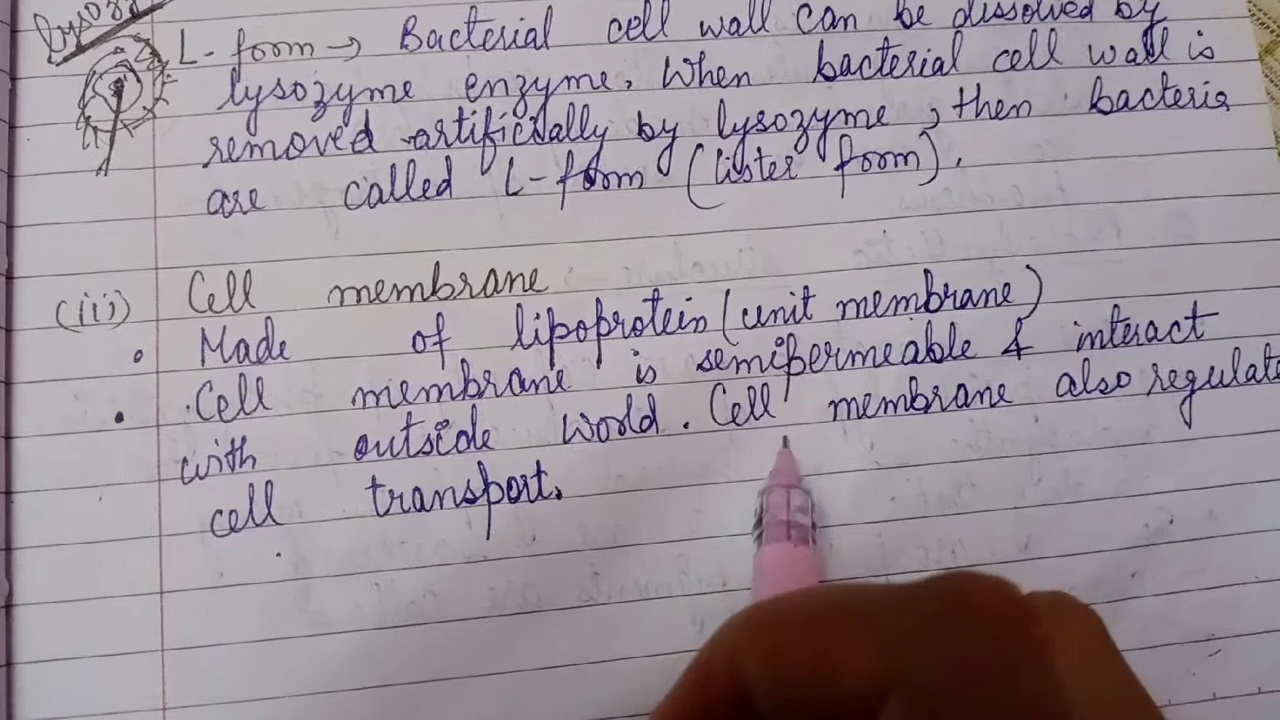 L-form → Bacterial cell wall can be dissolved by
lysozyme enzyme. When bacterial cell wall is
removed artificially by lysozyme, then bacteria
are called L-form (lister form).
(iii) Cell membrane
• Made of lipoprotein (unit membrane)
• Cell membrane is semipermeable & interact
with outside world. Cell membrane also regulate
cell transport.